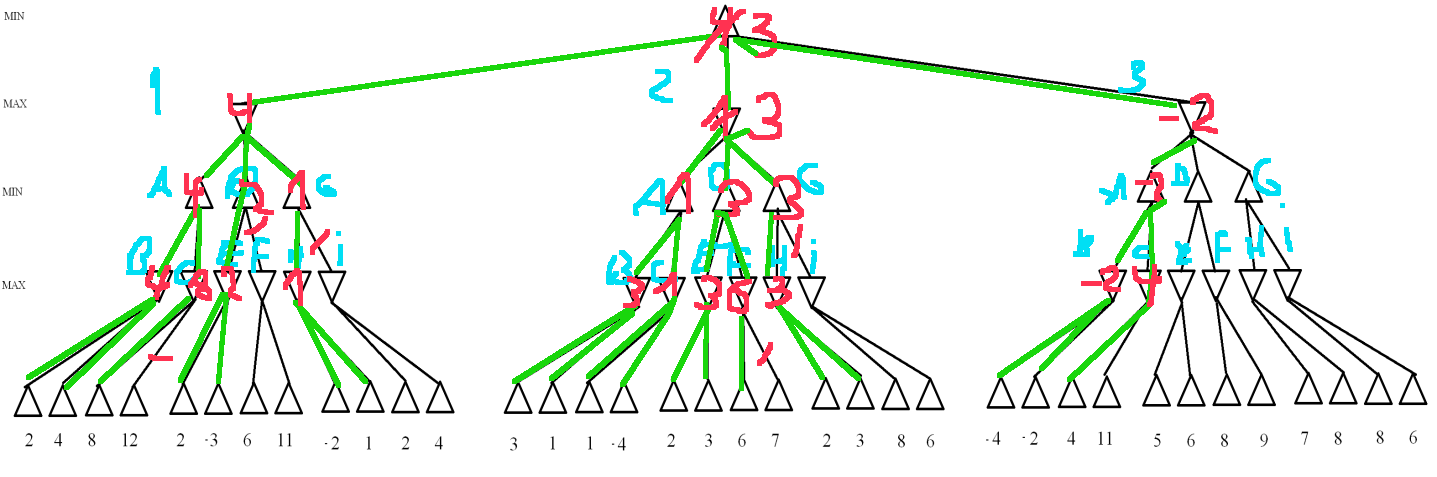 MIN 4 3
1 2 3
MAX 4 1 3 -2
MIN A 4 D 2 1 G A 1 D 3 3 G A -2 D G
B C E F H i B C E F H i B C E F H i
MAX 4 8 2 1 3 1 3 6 3 -2 4
2 4 8 12 2 -3 6 11 -2 1 2 4 3 1 1 -4 2 3 6 7 2 3 8 6 -4 -2 4 11 5 6 8 9 7 8 8 6